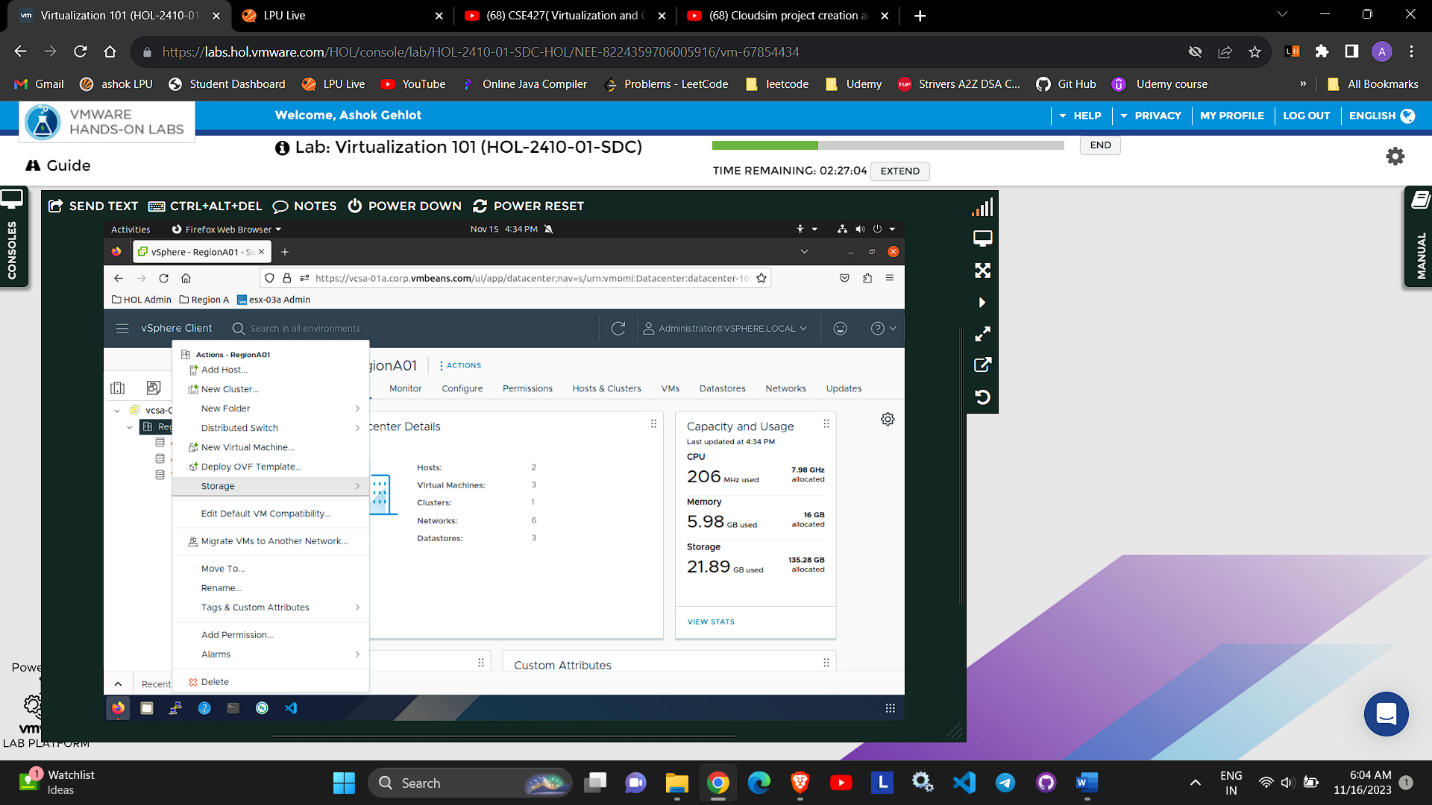 Virtualization 101 (HOL-2410-01
LPU Live
(68) CSE427( Virtualization and C
(68) Cloudsim project creation a
https://labs.hol.vmware.com/HOL/console/lab/HOL-2410-01-SDC-HOL/NEE-8224359706005916/vm-67854434
A
Gmail
ashok LPU
Student Dashboard
LPU Live
YouTube
Online Java Compiler
Problems - LeetCode
leetcode
Udemy
Strivers A2Z DSA C...
Git Hub
Udemy course
»
All Bookmarks
VMWARE
HANDS-ON LABS
Welcome, Ashok Gehlot
HELP
PRIVACY
MY PROFILE
LOG OUT
ENGLISH
Guide
Lab: Virtualization 101 (HOL-2410-01-SDC)
END
TIME REMAINING: 02:27:04
EXTEND
CONSOLES
MANUAL
SEND TEXT
CTRL+ALT+DEL
NOTES
POWER DOWN
POWER RESET
Activities
Firefox Web Browser
Nov 15 4:34 PM
vSphere - RegionA01 - Su
https://vcsa-01a.corp.vmbeans.com/ui/app/datacenter;nav=s/urn:vmomi:Datacenter:datacenter-10
HOL Admin
Region A
esx-03a Admin
vSphere Client
Search in all environments
Administrator@VSPHERE.LOCAL
gionA01
ACTIONS
Monitor
Configure
Permissions
Hosts & Clusters
VMs
Datastores
Networks
Updates
vcsa-0
Reg
Actions - RegionA01
Add Host...
New Cluster...
New Folder
Distributed Switch
New Virtual Machine...
Deploy OVF Template...
Storage
Edit Default VM Compatibility...
Migrate VMs to Another Network...
Move To...
Rename...
Tags & Custom Attributes
Add Permission...
Alarms
Delete
center Details
Hosts: 2
Virtual Machines: 3
Clusters: 1
Networks: 6
Datastores: 3
Capacity and Usage
Last updated at 4:34 PM
CPU
206 MHz used
7.98 GHz
allocated
Memory
5.98 GB used
16 GB
allocated
Storage
21.89 GB used
135.28 GB
allocated
VIEW STATS
Custom Attributes
Recent
Powe
vmw
LAB PLATFORM
1
Watchlist
Ideas
Search
L
ENG
IN
6:04 AM
11/16/2023
1